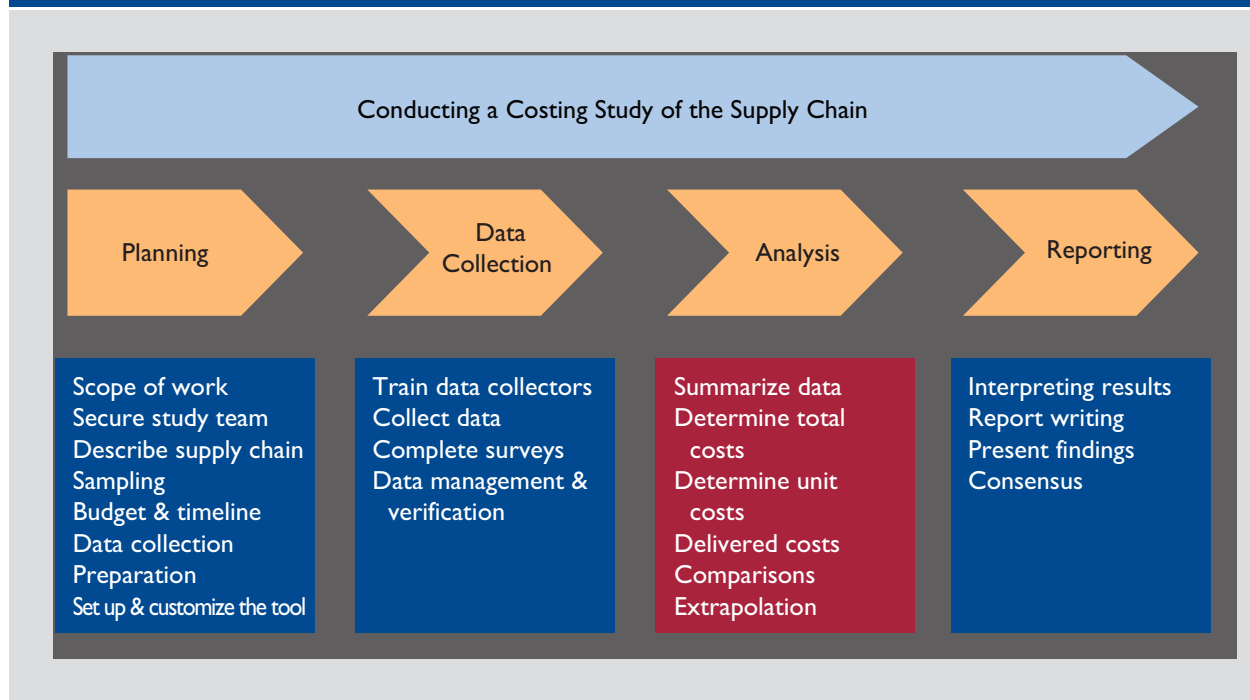 Conducting a Costing Study of the Supply Chain
Planning
Data
Collection
Analysis
Reporting
Scope of work
Secure study team
Describe supply chain
Sampling
Budget & timeline
Data collection
Preparation
Set up & customize the tool
Train data collectors
Collect data
Complete surveys
Data management &
verification
Summarize data
Determine total
costs
Determine unit
costs
Delivered costs
Comparisons
Extrapolation
Interpreting results
Report writing
Present findings
Consensus